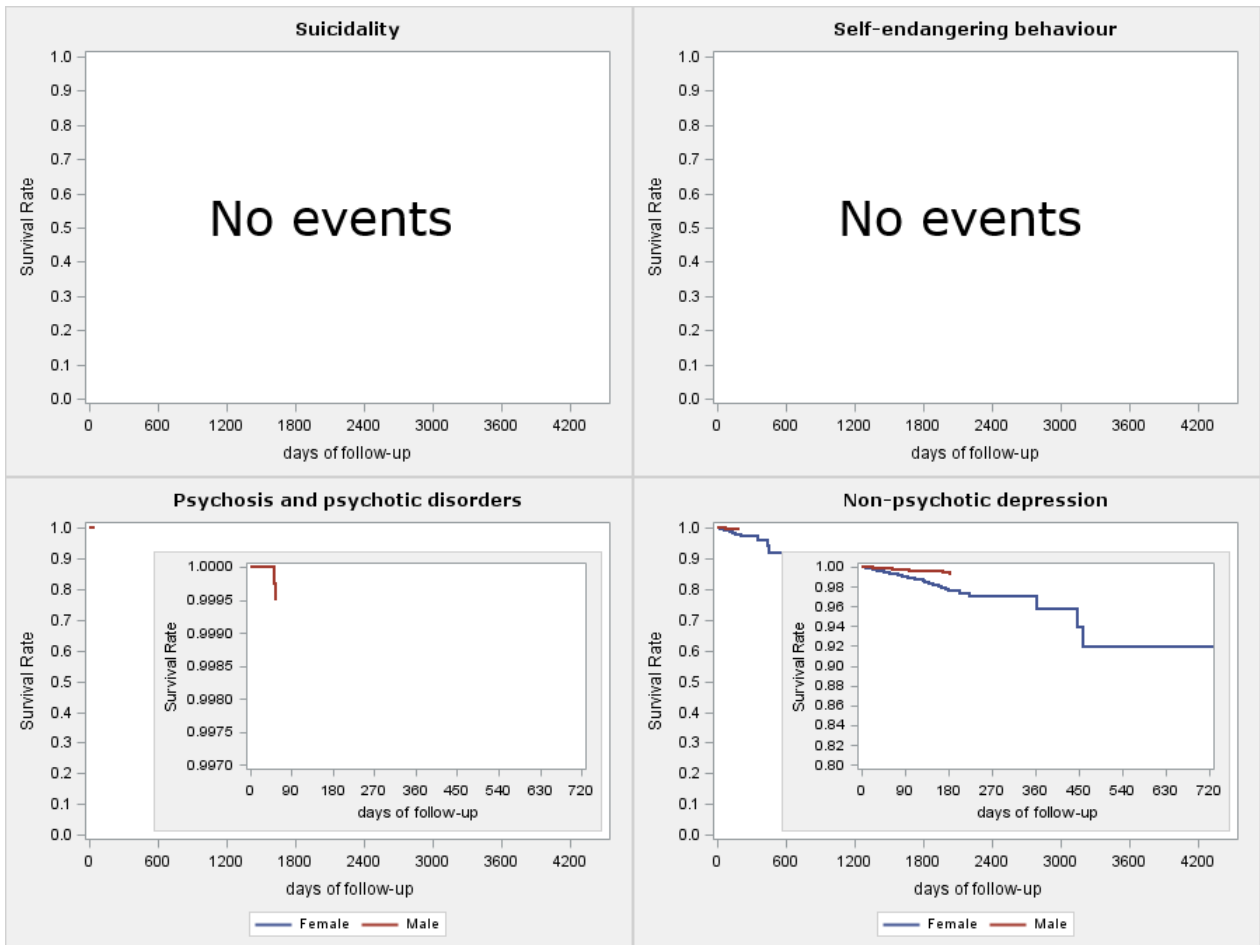 Suicidality
1.0
0.9
0.8
0.7
0.6
0.5
0.4
0.3
0.2
0.1
0.0
Survival Rate
No events
0 600 1200 1800 2400 3000 3600 4200
days of follow-up
Self-endangering behaviour
1.0
0.9
0.8
0.7
0.6
0.5
0.4
0.3
0.2
0.1
0.0
Survival Rate
No events
0 600 1200 1800 2400 3000 3600 4200
days of follow-up
Psychosis and psychotic disorders
1.0
0.9
0.8
0.7
0.6
0.5
0.4
0.3
0.2
0.1
0.0
Survival Rate
1.00000
0.9995
0.9990
0.9985
0.9980
0.9975
0.9970
Survival Rate
0 90 180 270 360 450 540 630 720
days of follow-up
0 600 1200 1800 2400 3000 3600 4200
days of follow-up
Female Male
Non-psychotic depression
1.0
0.9
0.8
0.7
0.6
0.5
0.4
0.3
0.2
0.1
0.0
Survival Rate
1.00
0.98
0.96
0.94
0.92
0.90
0.88
0.86
0.84
0.82
0.80
Survival Rate
0 90 180 270 360 450 540 630 720
days of follow-up
0 600 1200 1800 2400 3000 3600 4200
days of follow-up
Female Male